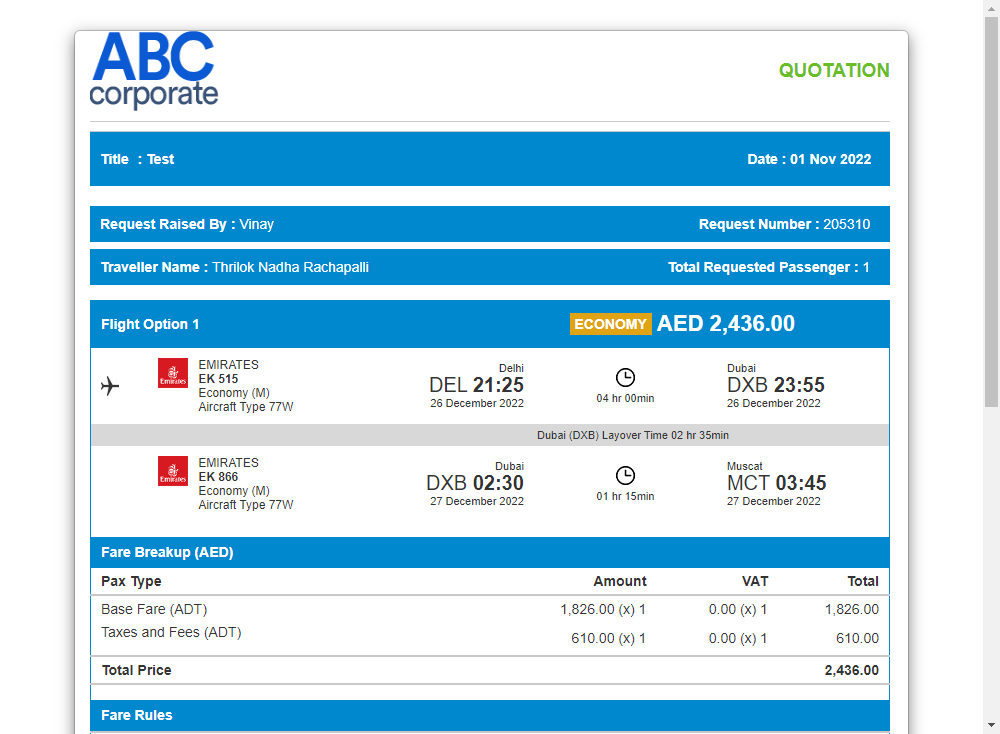 ABC
corporate
QUOTATION
Title : Test
Date : 01 Nov 2022
Request Raised By : Vinay
Request Number : 205310
Traveller Name : Thrilok Nadha Rachapalli
Total Requested Passenger : 1
Flight Option 1
ECONOMY AED 2,436.00
Emirates
EMIRATES
EK 515
Economy (M)
Aircraft Type 77W
Delhi
DEL 21:25
26 December 2022
04 hr 00min
Dubai
DXB 23:55
26 December 2022
Dubai (DXB) Layover Time 02 hr 35min
Emirates
EMIRATES
EK 866
Economy (M)
Aircraft Type 77W
Dubai
DXB 02:30
27 December 2022
01 hr 15min
Muscat
MCT 03:45
27 December 2022
Fare Breakup (AED)
Pax Type Amount VAT Total
Base Fare (ADT) 1,826.00 (x) 1 0.00 (x) 1 1,826.00
Taxes and Fees (ADT) 610.00 (x) 1 0.00 (x) 1 610.00
Total Price 2,436.00
Fare Rules